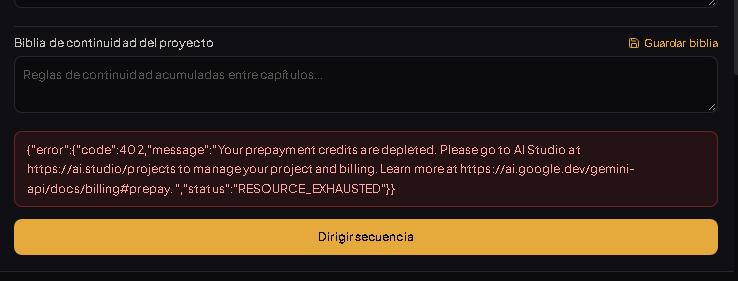 Biblia de continuidad del proyecto
Guardar biblia
Reglas de continuidad acumuladas entre capítulos...
{"error":{"code":402,"message":"Your prepayment credits are depleted. Please go to AI Studio at
https://ai.studio/projects to manage your project and billing. Learn more at https://ai.google.dev/gemini-
api/docs/billing#prepay. ","status":"RESOURCE_EXHAUSTED"}}
Dirigir secuencia